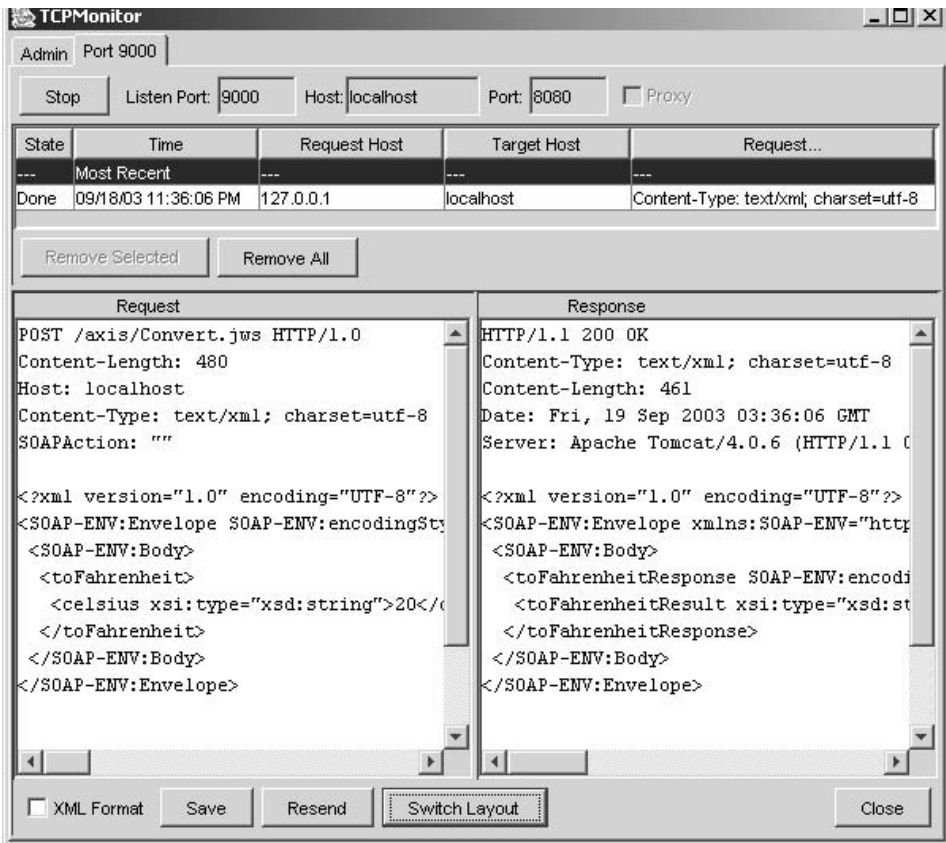 TCPMonitor
Admin Port 9000
Stop Listen Port: 9000 Host: localhost Port: 8080 Proxy
State Time Request Host Target Host Request...
--- Most Recent --- --- ---
Done 09/18/03 11:36:06 PM 127.0.0.1 localhost Content-Type: text/xml; charset=utf-8
Remove Selected Remove All
Request
POST /axis/Convert.jws HTTP/1.0
Content-Length: 480
Host: localhost
Content-Type: text/xml; charset=utf-8
SOAPAction: ""
<?xml version="1.0" encoding="UTF-8"?>
<SOAP-ENV:Envelope SOAP-ENV:encodingSty
<SOAP-ENV:Body>
<toFahrenheit>
<celsius xsi:type="xsd:string">20</c
</toFahrenheit>
</SOAP-ENV:Body>
</SOAP-ENV:Envelope>
Response
HTTP/1.1 200 OK
Content-Type: text/xml; charset=utf-8
Content-Length: 461
Date: Fri, 19 Sep 2003 03:36:06 GMT
Server: Apache Tomcat/4.0.6 (HTTP/1.1 C
<?xml version="1.0" encoding="UTF-8"?>
<SOAP-ENV:Envelope xmlns:SOAP-ENV="http
<SOAP-ENV:Body>
<toFahrenheitResponse SOAP-ENV:encodi
<toFahrenheitResult xsi:type="xsd:st
</toFahrenheitResponse>
</SOAP-ENV:Body>
</SOAP-ENV:Envelope>
XML Format Save Resend Switch Layout Close